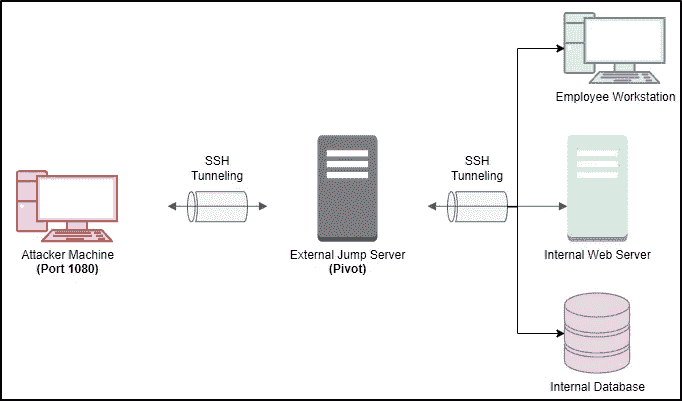 Employee Workstation
SSH
Tunneling
SSH
Tunneling
Attacker Machine
(Port 1080)
External Jump Server
(Pivot)
Internal Web Server
Internal Database